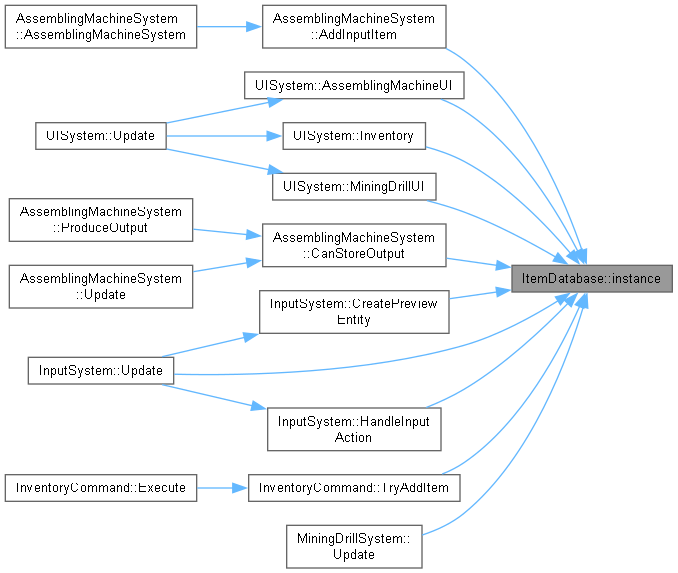 AssemblingMachineSystem
::AssemblingMachineSystem
AssemblingMachineSystem
::AddInputItem
UISystem::AssemblingMachineUI
UISystem::Update
UISystem::Inventory
UISystem::MiningDrillUI
AssemblingMachineSystem
::ProduceOutput
AssemblingMachineSystem
::CanStoreOutput
AssemblingMachineSystem
::Update
ItemDatabase::instance
InputSystem::CreatePreview
Entity
InputSystem::Update
InputSystem::HandleInput
Action
InventoryCommand::Execute
InventoryCommand::TryAddItem
MiningDrillSystem::
Update